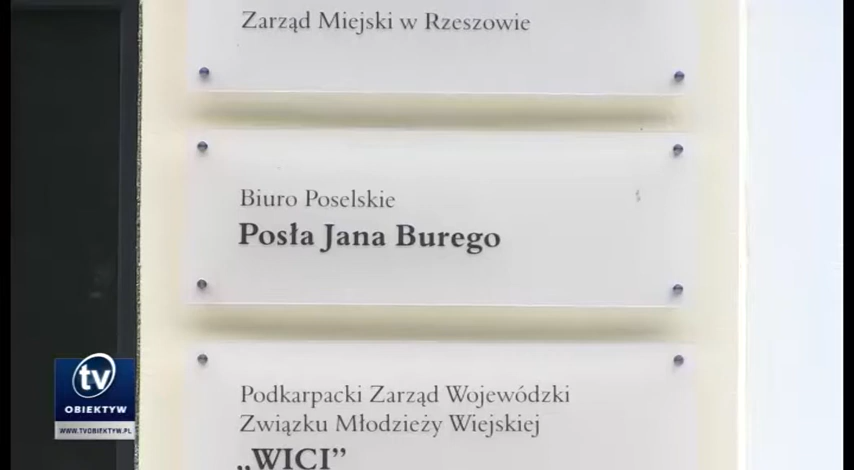 Zarząd Miejski w Rzeszowie
Biuro Poselskie
Posła Jana Burego
Podkarpacki Zarząd Wojewódzki
Związku Młodzieży Wiejskiej
„WICI”
tv
OBIEKTYW
WWW.TVOBIEKTYW.PL